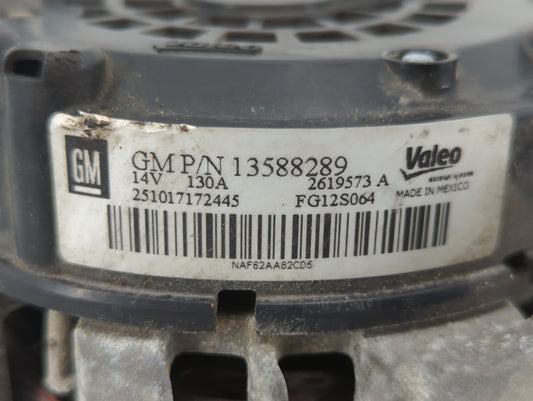 GM
GM P/N 13588289
14V 130A 2619573 A
251017172445 FG12S064
Valeo
MADE IN MEXICO
NAF62AA82CD5